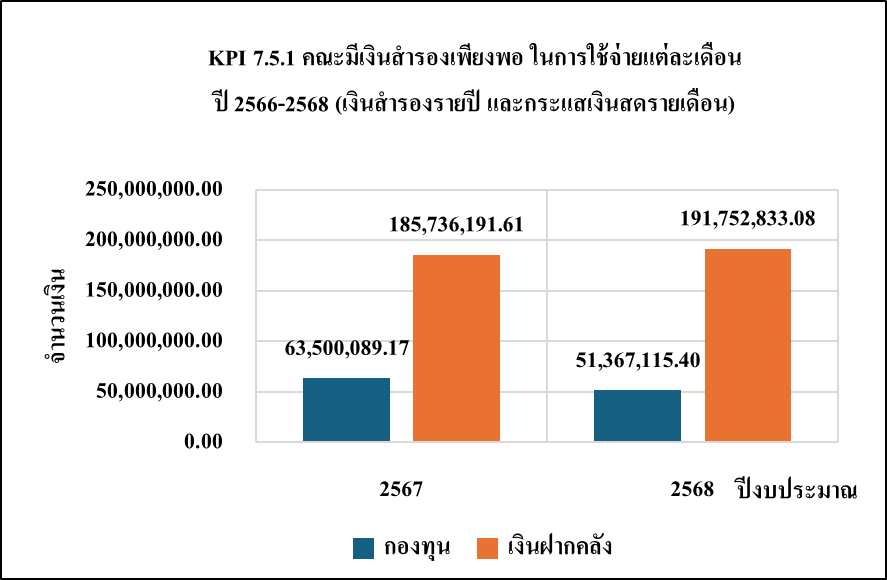 KPI 7.5.1 คณะมีเงินสำรองเพียงพอ ในการใช้จ่ายแต่ละเดือน
ปี 2566-2568 (เงินสำรองรายปี และกระแสเงินสดรายเดือน)
จำนวนเงิน
250,000,000.00
200,000,000.00
150,000,000.00
100,000,000.00
50,000,000.00
0.00
63,500,089.17
185,736,191.61
51,367,115.40
191,752,833.08
2567
2568
ปีงบประมาณ
กองทุน
เงินฝากคลัง